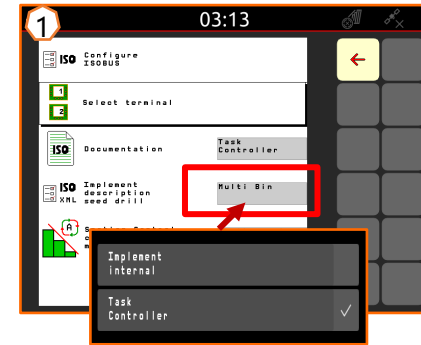 1
03:13
ISO Configure
ISOBUS
1
2
Select terminal
ISO
Documentation
Task
Controller
ISO
XML
Implement
description
seed drill
Multi Bin
A
Implement
internal
Task
Controller